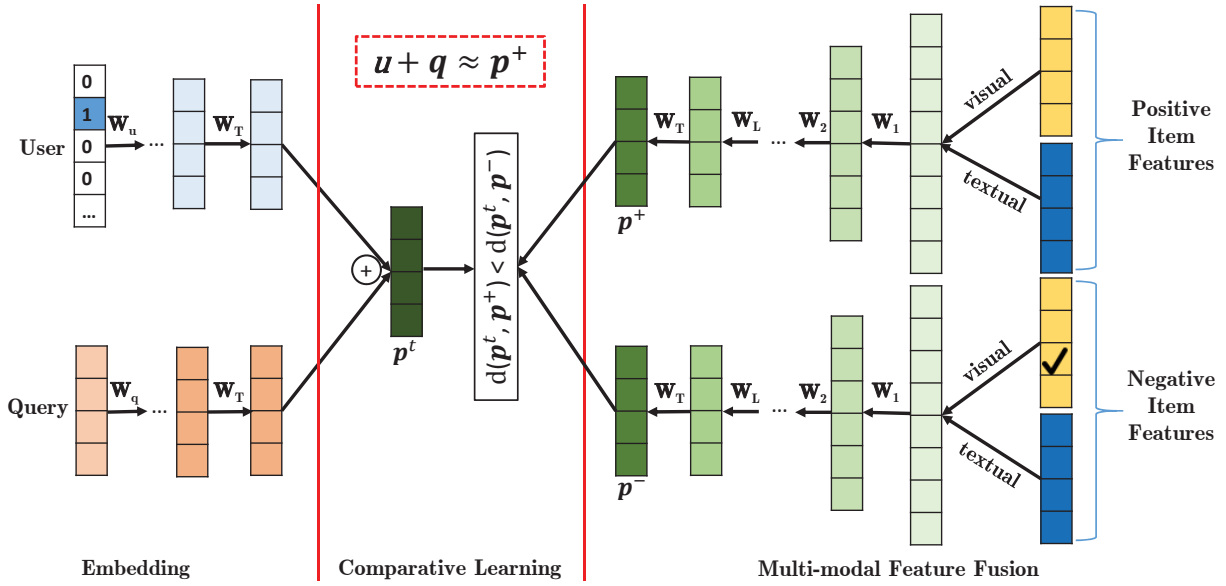 u + q ≈ p⁺
0
1
0
0
...
User
W_u
...
W_T
visual
textual
Positive
Item
Features
W_T
W_L
...
W_2
W_1
p⁺
+
p^t
d(p^t, p⁺) < d(p^t, p⁻)
Query
W_q
...
W_T
visual
textual
Negative
Item
Features
W_T
W_L
...
W_2
W_1
p⁻
Embedding
Comparative Learning
Multi-modal Feature Fusion